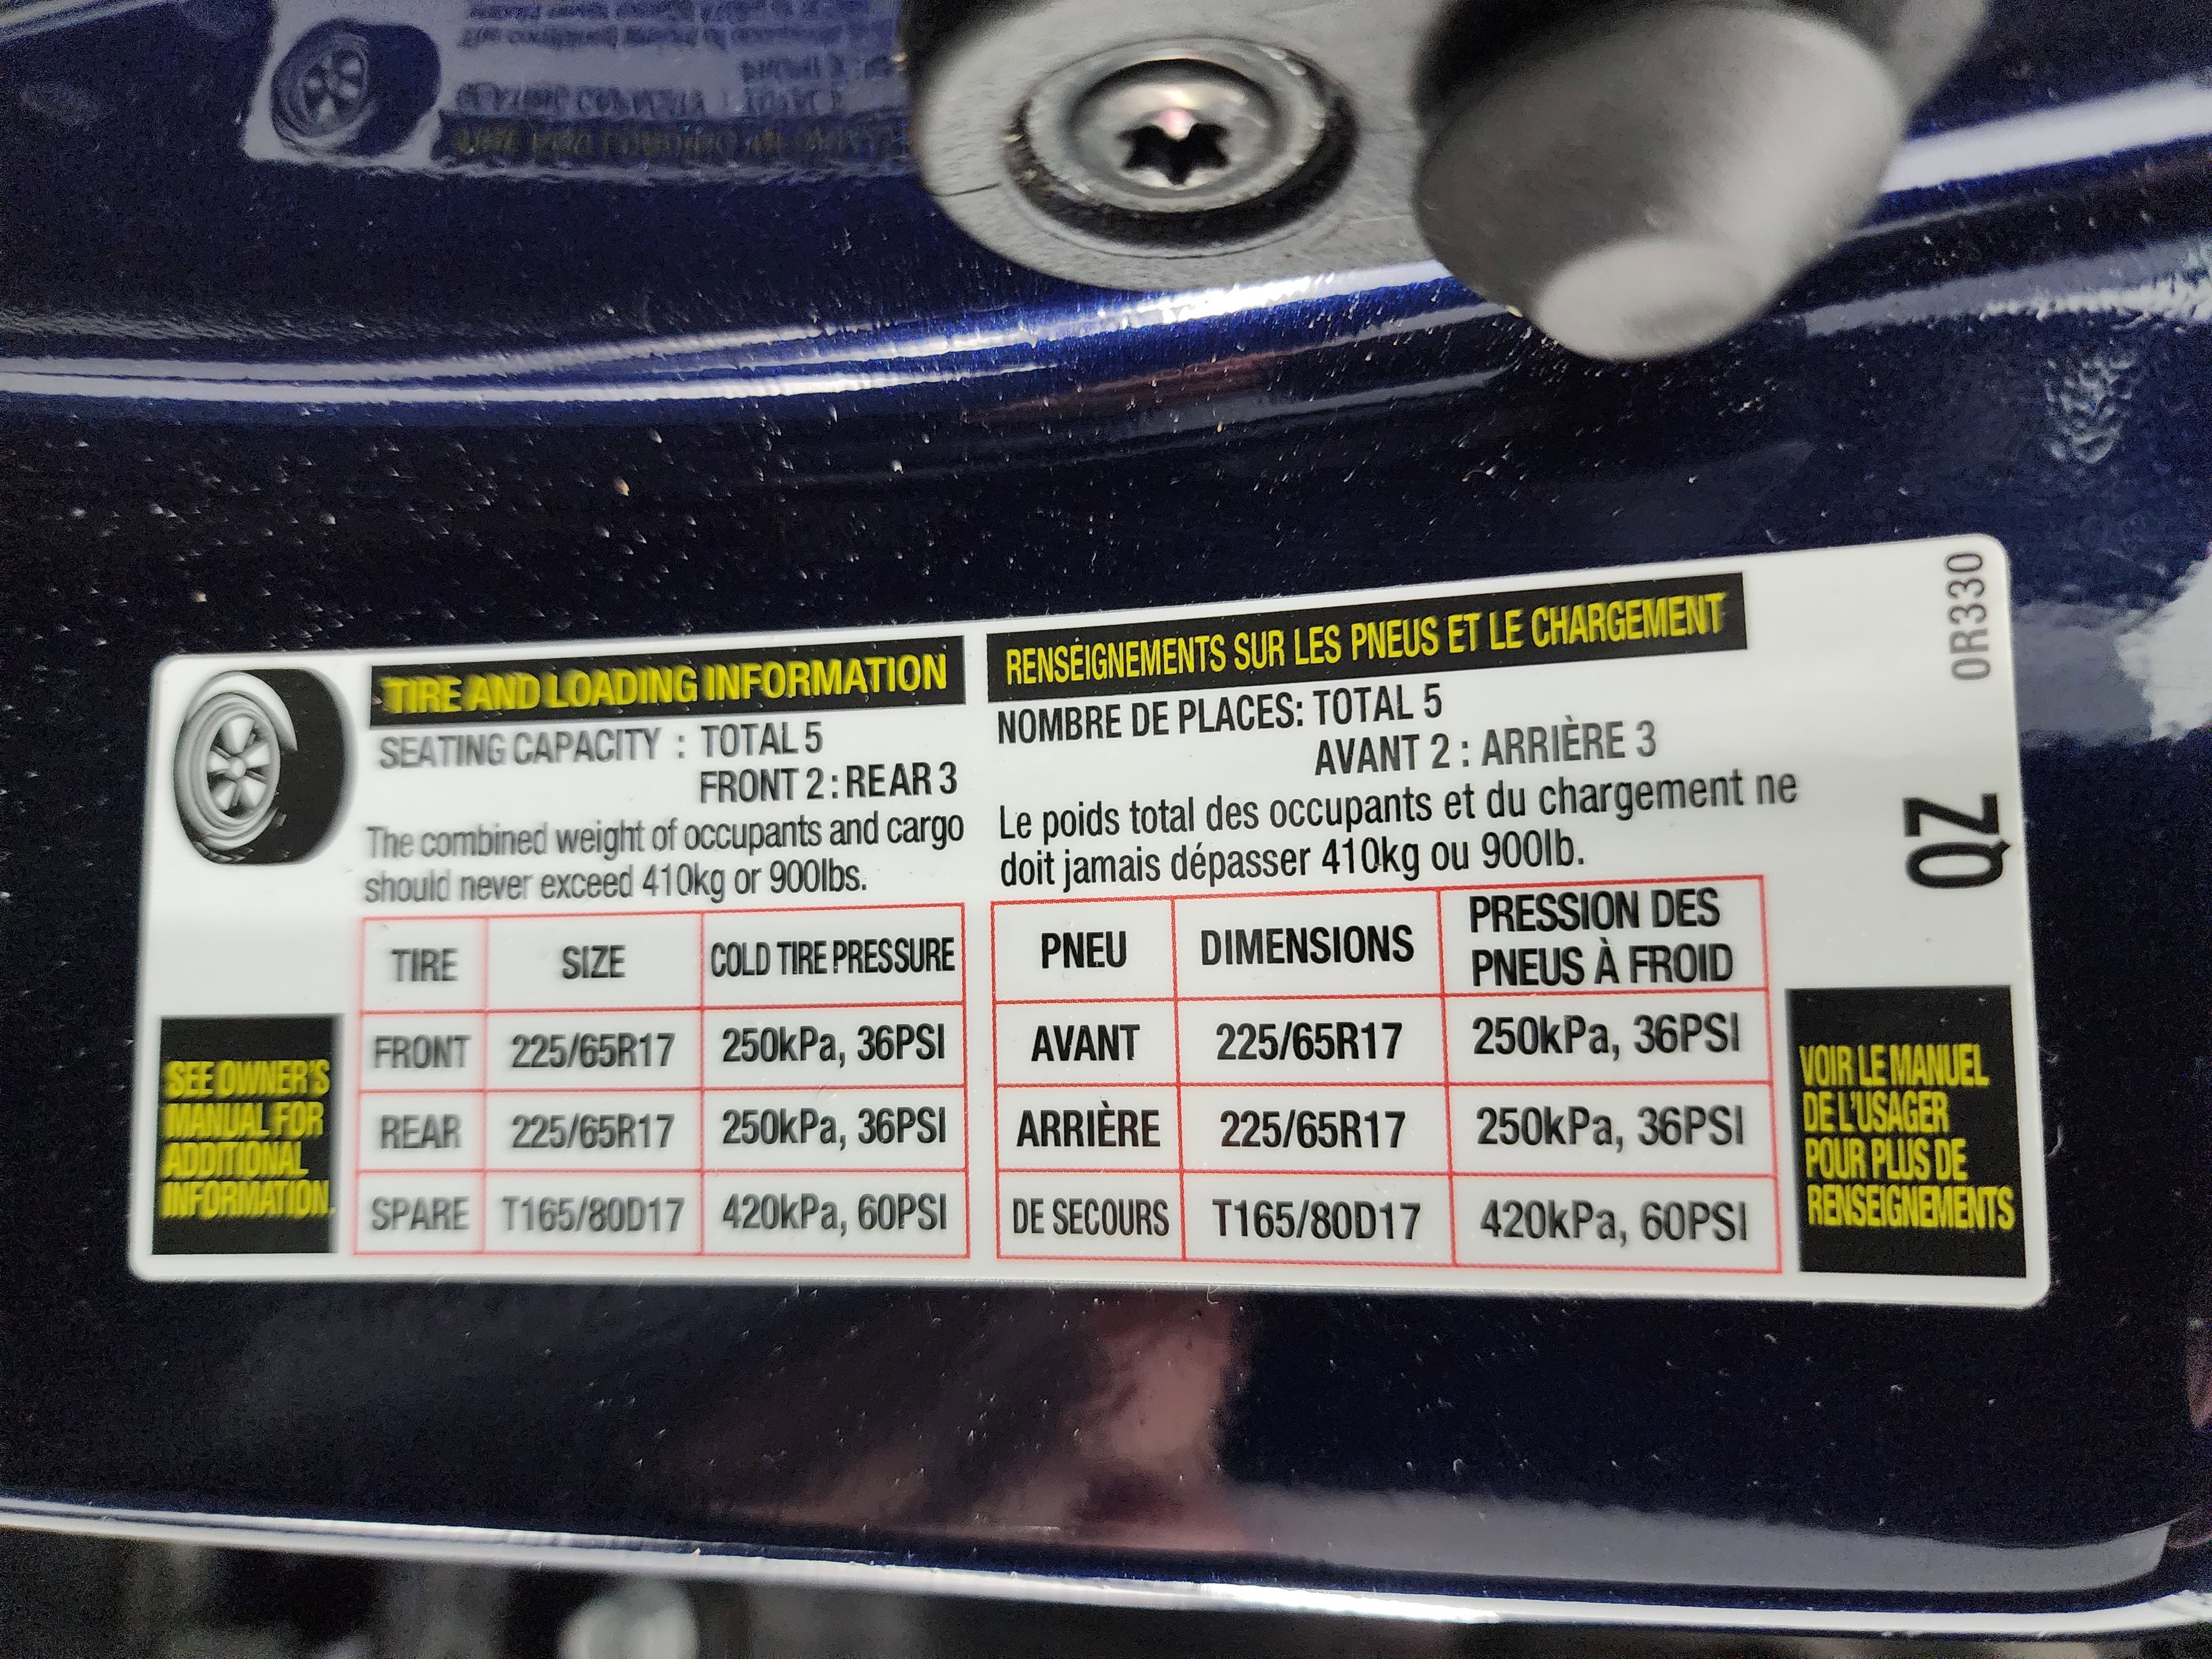 TIRE AND LOADING INFORMATION
SEATING CAPACITY : TOTAL 5
FRONT 2 : REAR 3
The combined weight of occupants and cargo
should never exceed 410kg or 900lbs.
TIRE SIZE COLD TIRE PRESSURE
FRONT 225/65R17 250kPa, 36PSI
REAR 225/65R17 250kPa, 36PSI
SPARE T165/80D17 420kPa, 60PSI
SEE OWNER'S
MANUAL FOR
ADDITIONAL
INFORMATION.
RENSEIGNEMENTS SUR LES PNEUS ET LE CHARGEMENT
NOMBRE DE PLACES: TOTAL 5
AVANT 2 : ARRIÈRE 3
Le poids total des occupants et du chargement ne
doit jamais dépasser 410kg ou 900lb.
PNEU DIMENSIONS PRESSION DES
PNEUS À FROID
AVANT 225/65R17 250kPa, 36PSI
ARRIÈRE 225/65R17 250kPa, 36PSI
DE SECOURS T165/80D17 420kPa, 60PSI
VOIR LE MANUEL
DE L'USAGER
POUR PLUS DE
RENSEIGNEMENTS
0R330
QZ